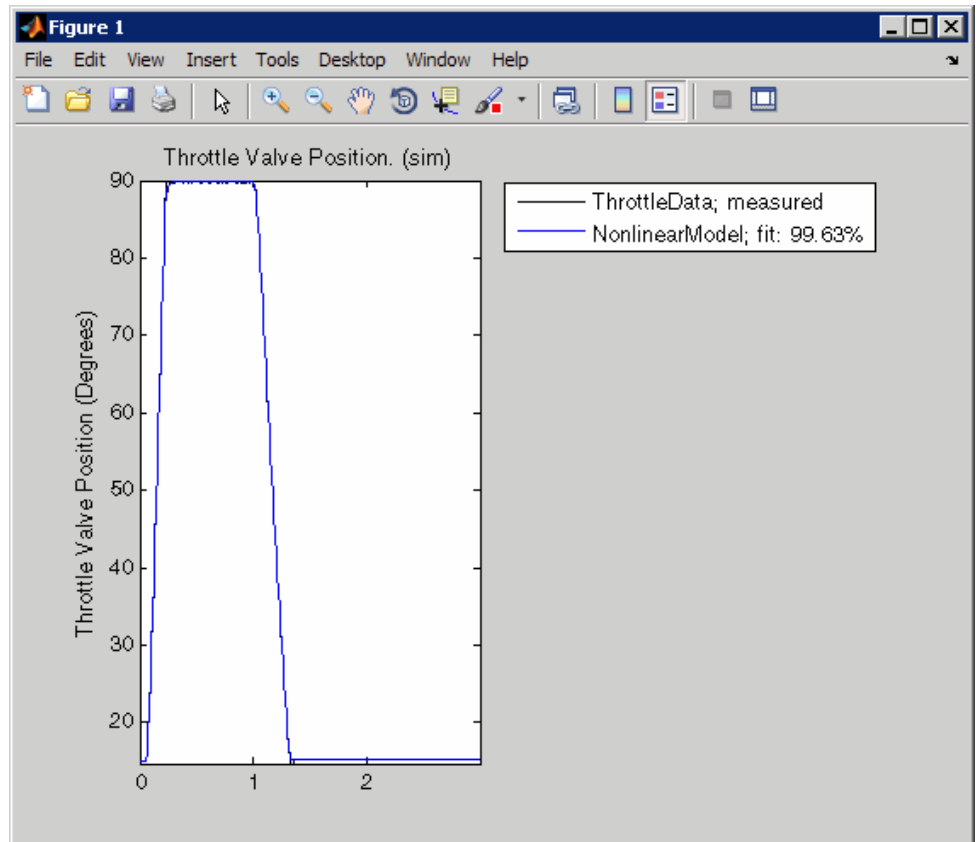 Figure 1
File Edit View Insert Tools Desktop Window Help
Throttle Valve Position. (sim)
ThrottleData; measured
NonlinearModel; fit: 99.63%
Throttle Valve Position (Degrees)
90
80
70
60
50
40
30
20
0 1 2